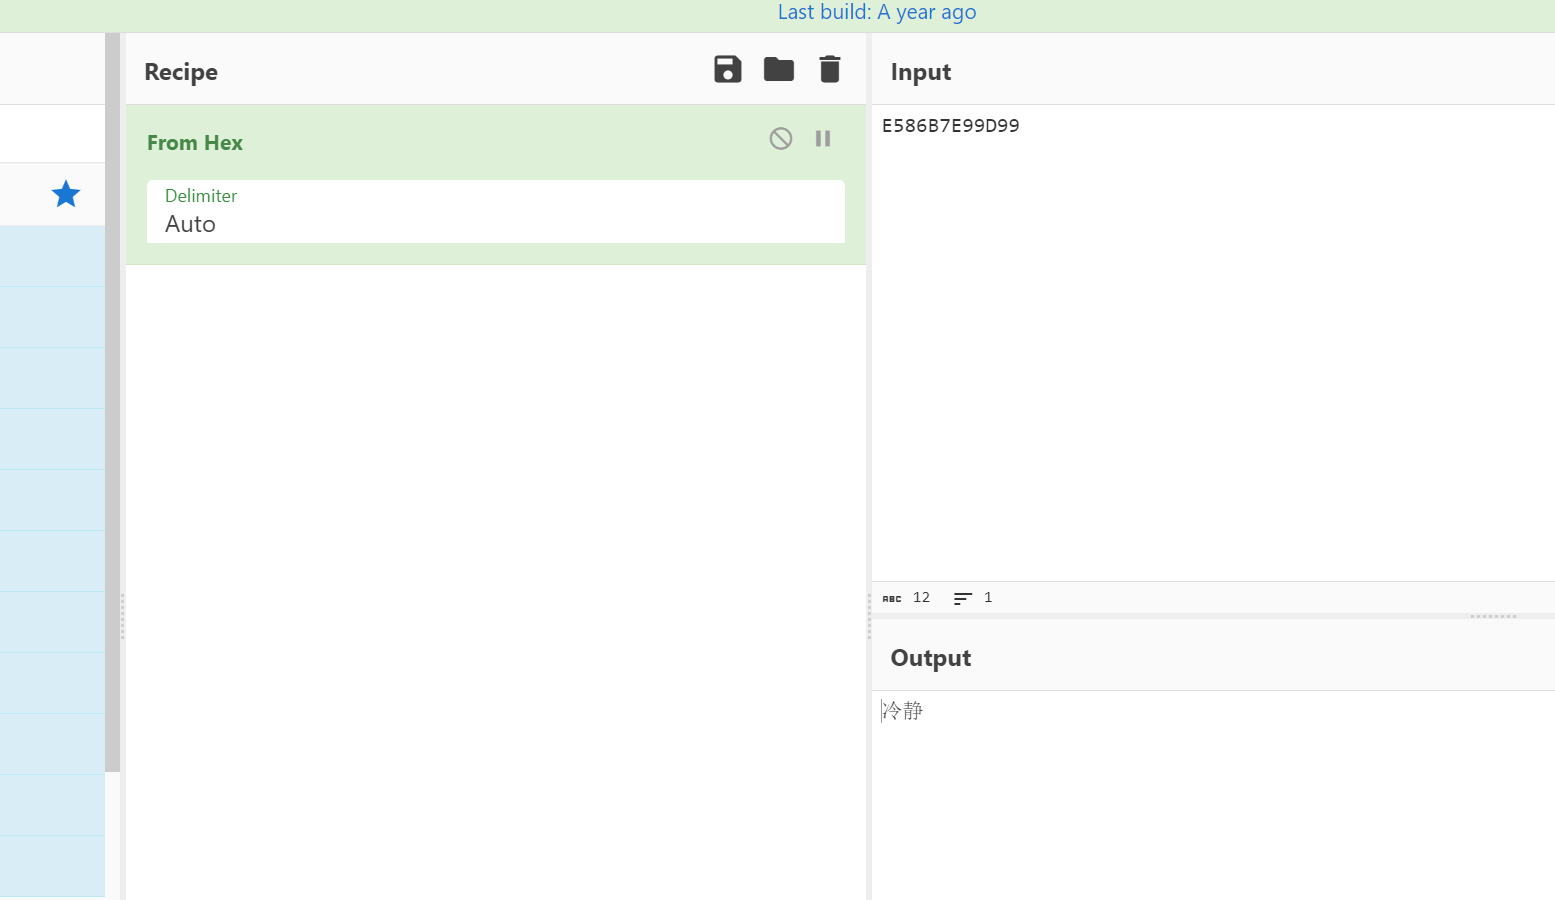 Last build: A year ago
Recipe
From Hex
Delimiter
Auto
Input
E586B7E99D99
ABC 12 1
Output
冷静